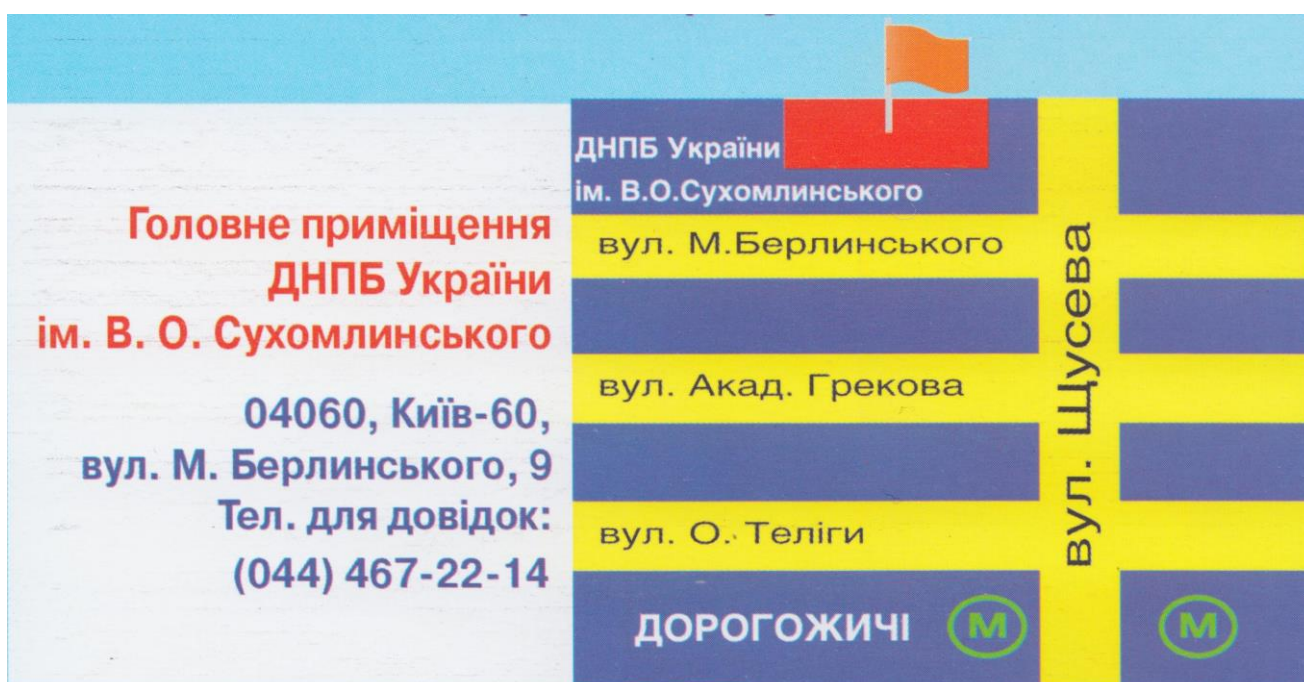 Головне приміщення
ДНПБ України
ім. В. О. Сухомлинського
04060, Київ-60,
вул. М. Берлинського, 9
Тел. для довідок:
(044) 467-22-14
ДНПБ України
ім. В.О.Сухомлинського
вул. М.Берлинського
вул. Акад. Грекова
вул. О. Теліги
вул. Щусева
ДОРОГОЖИЧІ М М